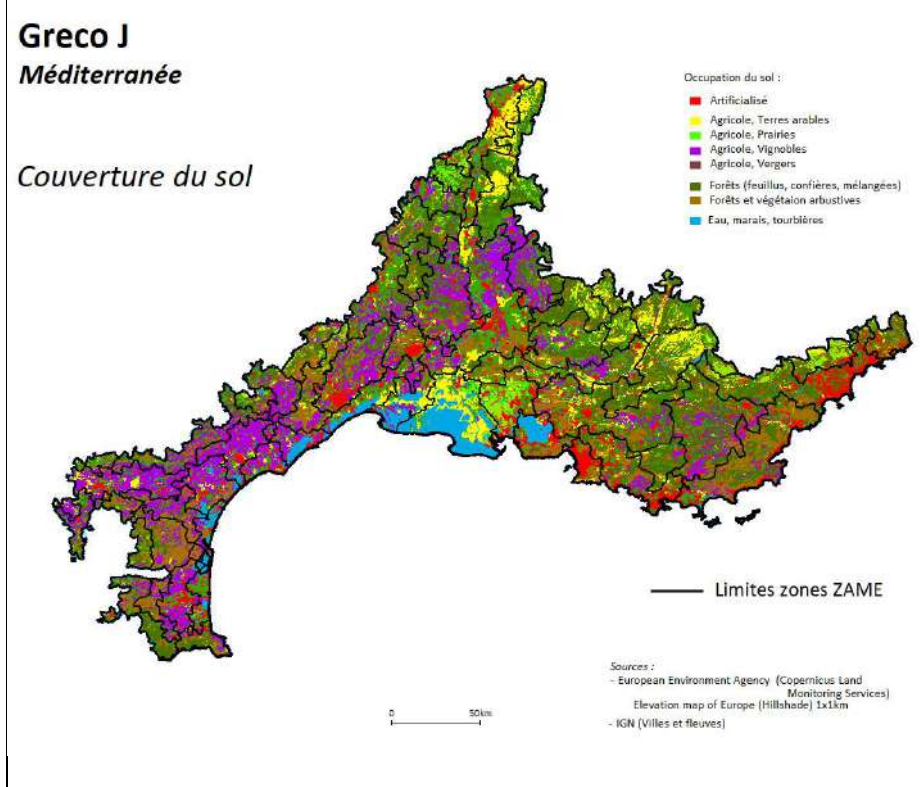 Greco J
Méditerranée
Couverture du sol
Occupation du sol :
Artificialisé
Agricole, Terres arables
Agricole, Prairies
Agricole, Vignobles
Agricole, Vergers
Forêts (feuillus, confières, mélangées)
Forêts et végétaion arbustives
Eau, marais, tourbières
Limites zones ZAME
Sources :
- European Environment Agency (Copernicus Land
Monitoring Services)
Elevation map of Europe (Hillshade) 1x1km
- IGN (Villes et fleuves)
0 50km